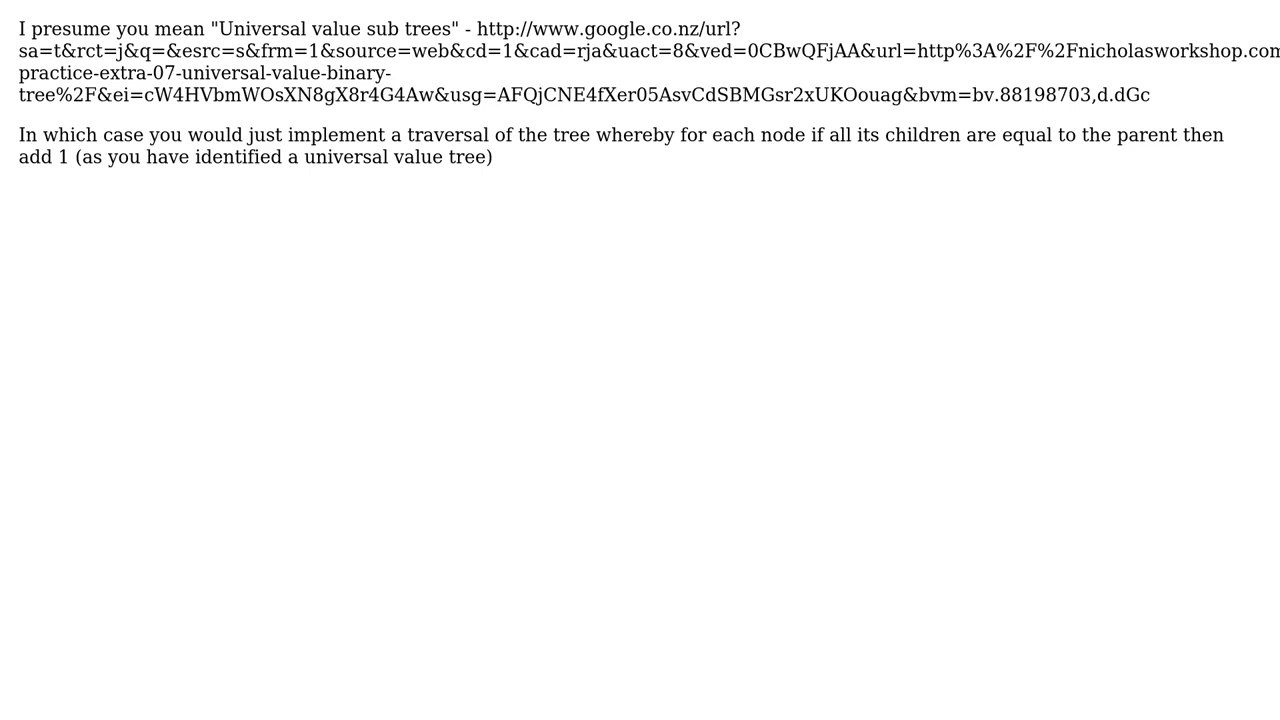 I presume you mean "Universal value sub trees" - http://www.google.co.nz/url?
sa=t&rct=j&q=&esrc=s&frm=1&source=web&cd=1&cad=rja&uact=8&ved=0CBwQFjAA&url=http%3A%2F%2Fnicholasworkshop.com
practice-extra-07-universal-value-binary-
tree%2F&ei=cW4HVbmWOsXN8gX8r4G4Aw&usg=AFQjCNE4fXer05AsvCdSBMGsr2xUKOouag&bvm=bv.88198703,d.dGc
In which case you would just implement a traversal of the tree whereby for each node if all its children are equal to the parent then
add 1 (as you have identified a universal value tree)